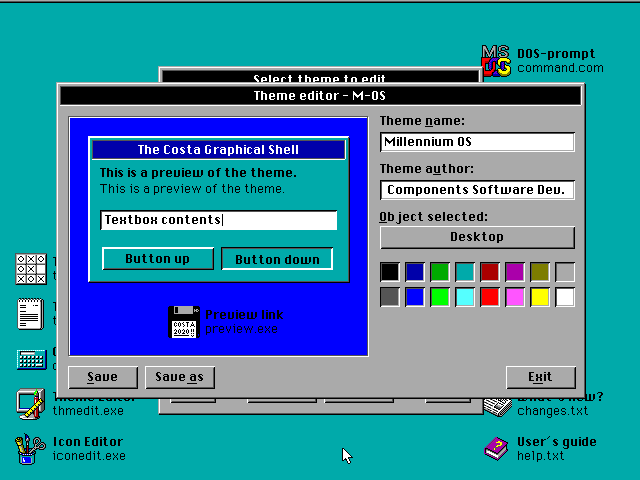 MS
DOS
DOS-prompt
command.com
Select theme to edit
Theme editor - M-OS
The Costa Graphical Shell
This is a preview of the theme.
This is a preview of the theme.
Textbox contents
Button up
Button down
COSTA
2020!!
Preview link
preview.exe
Theme name:
Millennium OS
Theme author:
Components Software Dev.
Object selected:
Desktop
Save
Save as
Exit
Theme Editor
thmedit.exe
What's new?
changes.txt
Icon Editor
iconedit.exe
User's guide
help.txt